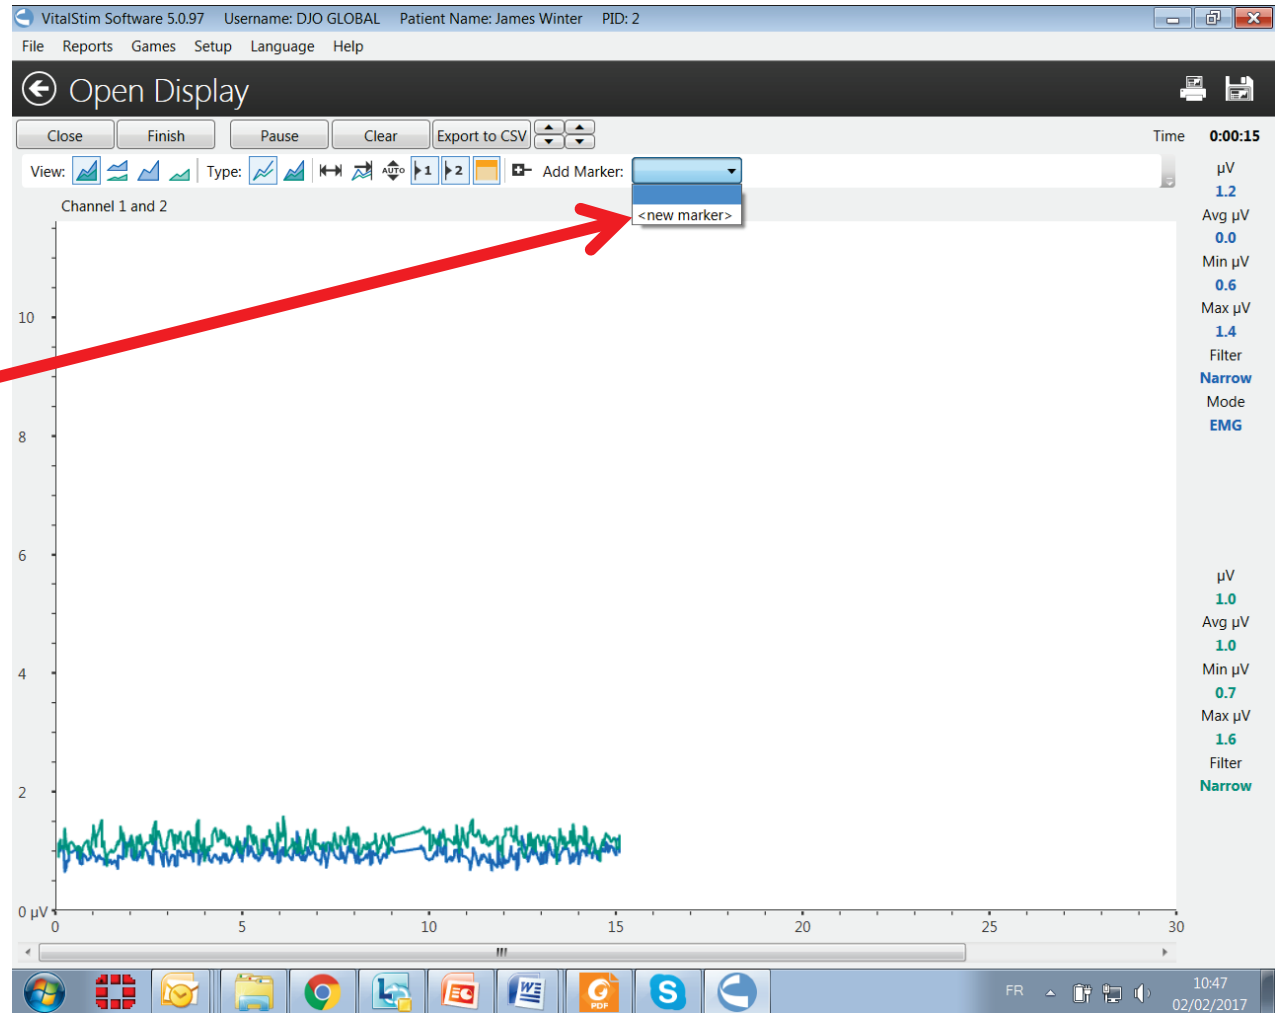 VitalStim Software 5.0.97 Username: DJO GLOBAL Patient Name: James Winter PID: 2
File Reports Games Setup Language Help
Open Display
Close Finish Pause Clear Export to CSV Time 0:00:15
View: Type: AUTO 1 2 Add Marker:
<new marker>
Channel 1 and 2
µV
1.2
Avg µV
0.0
Min µV
0.6
Max µV
1.4
Filter
Narrow
Mode
EMG
µV
1.0
Avg µV
1.0
Min µV
0.7
Max µV
1.6
Filter
Narrow
10
8
6
4
2
0 µV
0 5 10 15 20 25 30
PDF
FR 10:47
02/02/2017